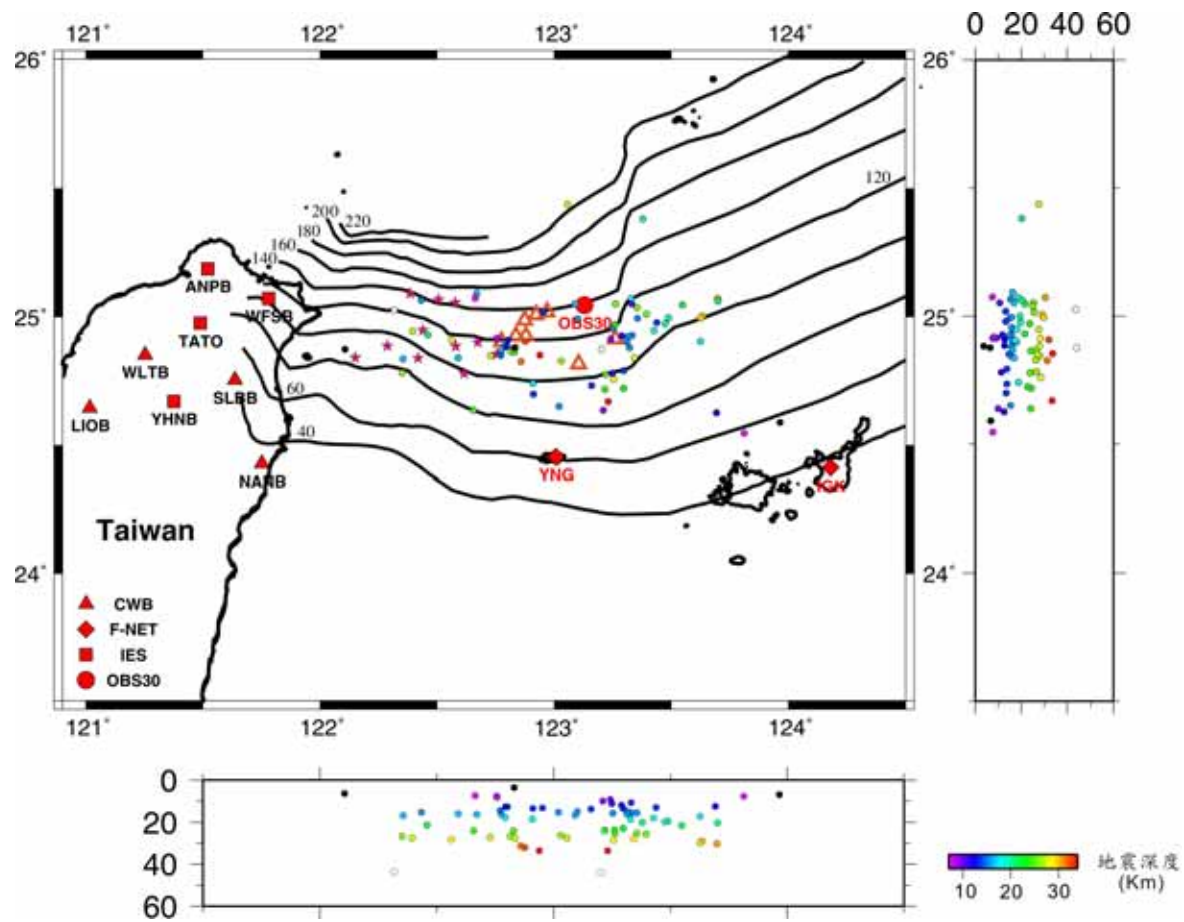 121° 122° 123° 124°
0 20 40 60
26° 26°
200 220
180
160
140
120
ANPB
WFSB
25° OBS30 25°
TATO
WLTB
SLBB
YHNB
LIOB
60
40
NANB
YNG
IGK
Taiwan
24° 24°
CWB
F-NET
IES
OBS30
121° 122° 123° 124°
0
20
40
60
地震深度
(Km)
10 20 30